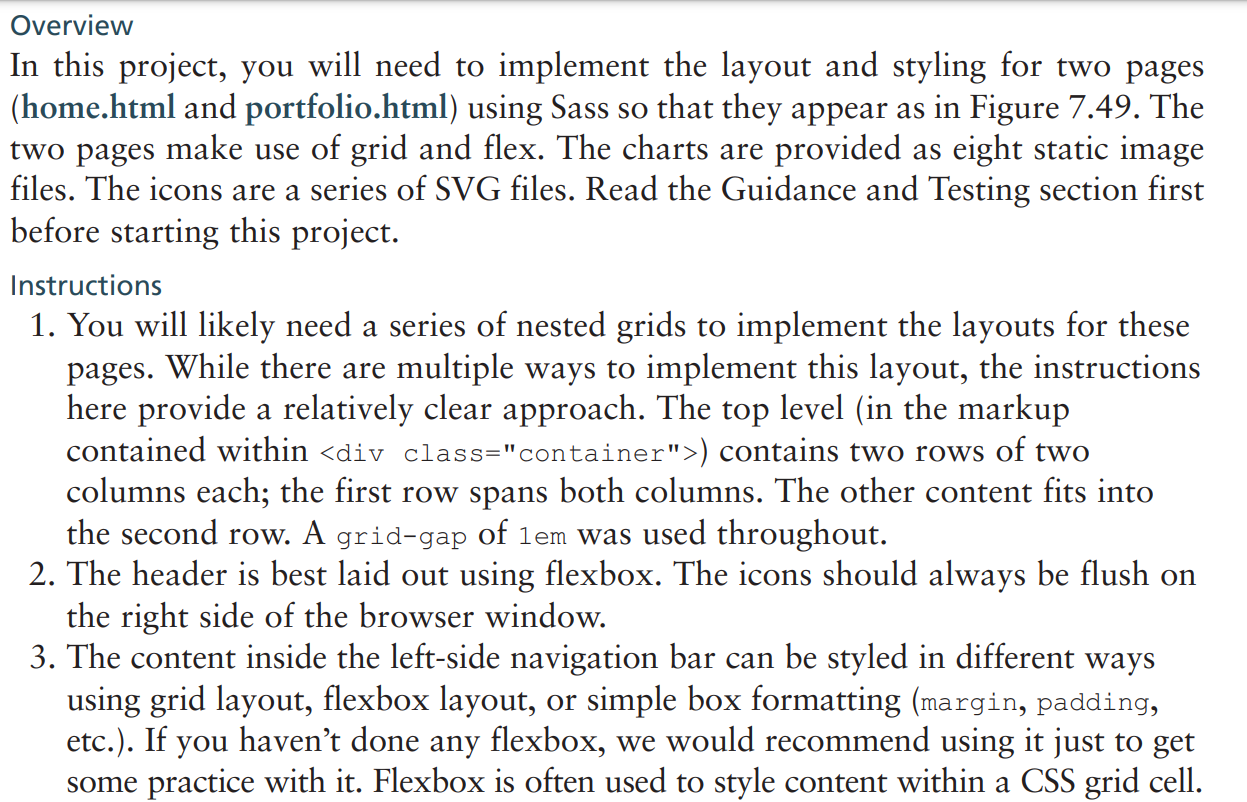 Overview
In this project, you will need to implement the layout and styling for two pages
(home.html and portfolio.html) using Sass so that they appear as in Figure 7.49. The
two pages make use of grid and flex. The charts are provided as eight static image
files. The icons are a series of SVG files. Read the Guidance and Testing section first
before starting this project.
Instructions
1. You will likely need a series of nested grids to implement the layouts for these
pages. While there are multiple ways to implement this layout, the instructions
here provide a relatively clear approach. The top level (in the markup
contained within <div class="container">) contains two rows of two
columns each; the first row spans both columns. The other content fits into
the second row. A grid-gap of 1em was used throughout.
2. The header is best laid out using flexbox. The icons should always be flush on
the right side of the browser window.
3. The content inside the left-side navigation bar can be styled in different ways
using grid layout, flexbox layout, or simple box formatting (margin, padding,
etc.). If you haven't done any flexbox, we would recommend using it just to get
some practice with it. Flexbox is often used to style content within a CSS grid cell.